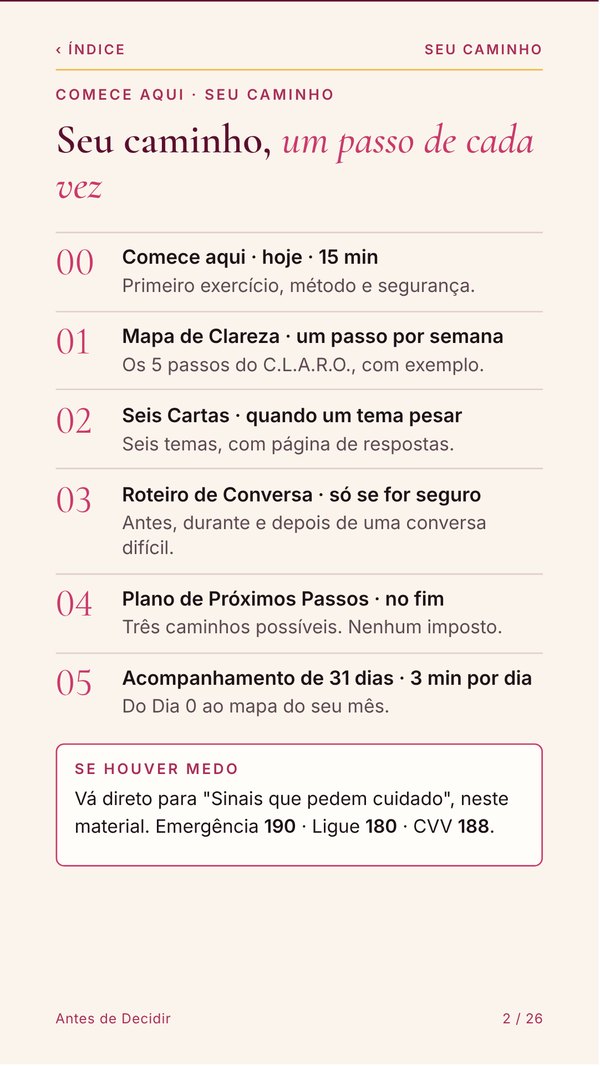 ‹ ÍNDICE
SEU CAMINHO
COMECE AQUI · SEU CAMINHO
Seu caminho, um passo de cada
vez
00
Comece aqui · hoje · 15 min
Primeiro exercício, método e segurança.
01
Mapa de Clareza · um passo por semana
Os 5 passos do C.L.A.R.O., com exemplo.
02
Seis Cartas · quando um tema pesar
Seis temas, com página de respostas.
03
Roteiro de Conversa · só se for seguro
Antes, durante e depois de uma conversa
difícil.
04
Plano de Próximos Passos · no fim
Três caminhos possíveis. Nenhum imposto.
05
Acompanhamento de 31 dias · 3 min por dia
Do Dia 0 ao mapa do seu mês.
SE HOUVER MEDO
Vá direto para "Sinais que pedem cuidado", neste
material. Emergência 190 · Ligue 180 · CVV 188.
Antes de Decidir
2 / 26